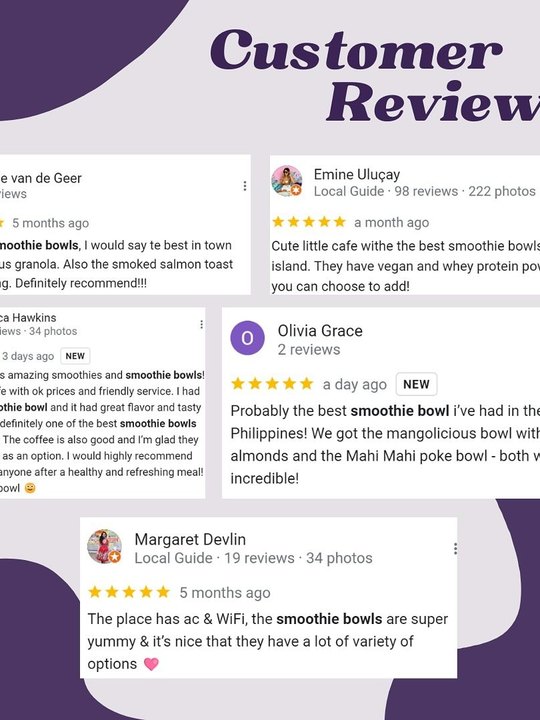 Customer
Review
e van de Geer
views
5 months ago
smoothie bowls, I would say te best in town
us granola. Also the smoked salmon toast
g. Definitely recommend!!!
Emine Uluçay
Local Guide · 98 reviews · 222 photos
a month ago
Cute little cafe withe the best smoothie bowls
island. They have vegan and whey protein pow
you can choose to add!
ca Hawkins
iews · 34 photos
3 days ago NEW
s amazing smoothies and smoothie bowls!
fe with ok prices and friendly service. I had
othie bowl and it had great flavor and tasty
definitely one of the best smoothie bowls
The coffee is also good and I'm glad they
as an option. I would highly recommend
anyone after a healthy and refreshing meal!
bowl 😄
O
Olivia Grace
2 reviews
a day ago NEW
Probably the best smoothie bowl i've had in the
Philippines! We got the mangolicious bowl with
almonds and the Mahi Mahi poke bowl - both w
incredible!
Margaret Devlin
Local Guide · 19 reviews · 34 photos
5 months ago
The place has ac & WiFi, the smoothie bowls are super
yummy & it's nice that they have a lot of variety of
options 💗